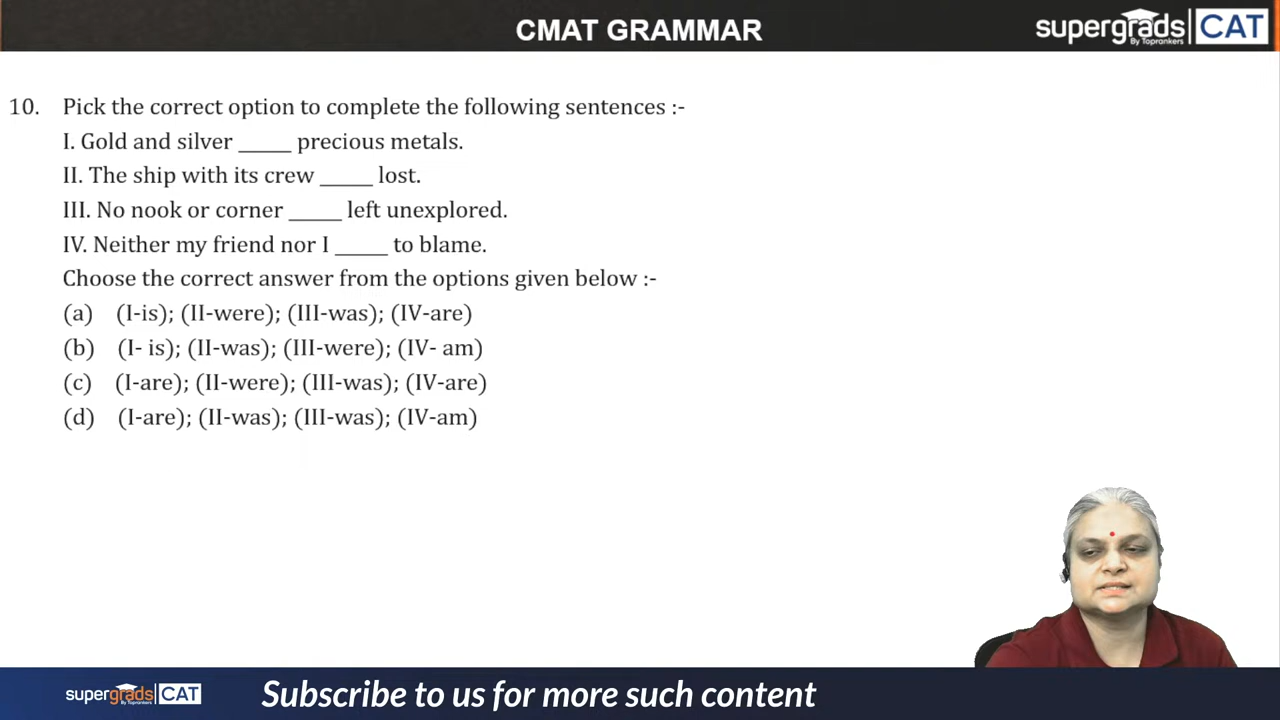 CMAT GRAMMAR
supergrads CAT
By Toprankers
10. Pick the correct option to complete the following sentences :-
I. Gold and silver _____ precious metals.
II. The ship with its crew _____ lost.
III. No nook or corner _____ left unexplored.
IV. Neither my friend nor I _____ to blame.
Choose the correct answer from the options given below :-
(a) (I-is); (II-were); (III-was); (IV-are)
(b) (I- is); (II-was); (III-were); (IV- am)
(c) (I-are); (II-were); (III-was); (IV-are)
(d) (I-are); (II-was); (III-was); (IV-am)
supergrads CAT
By Toprankers
Subscribe to us for more such content